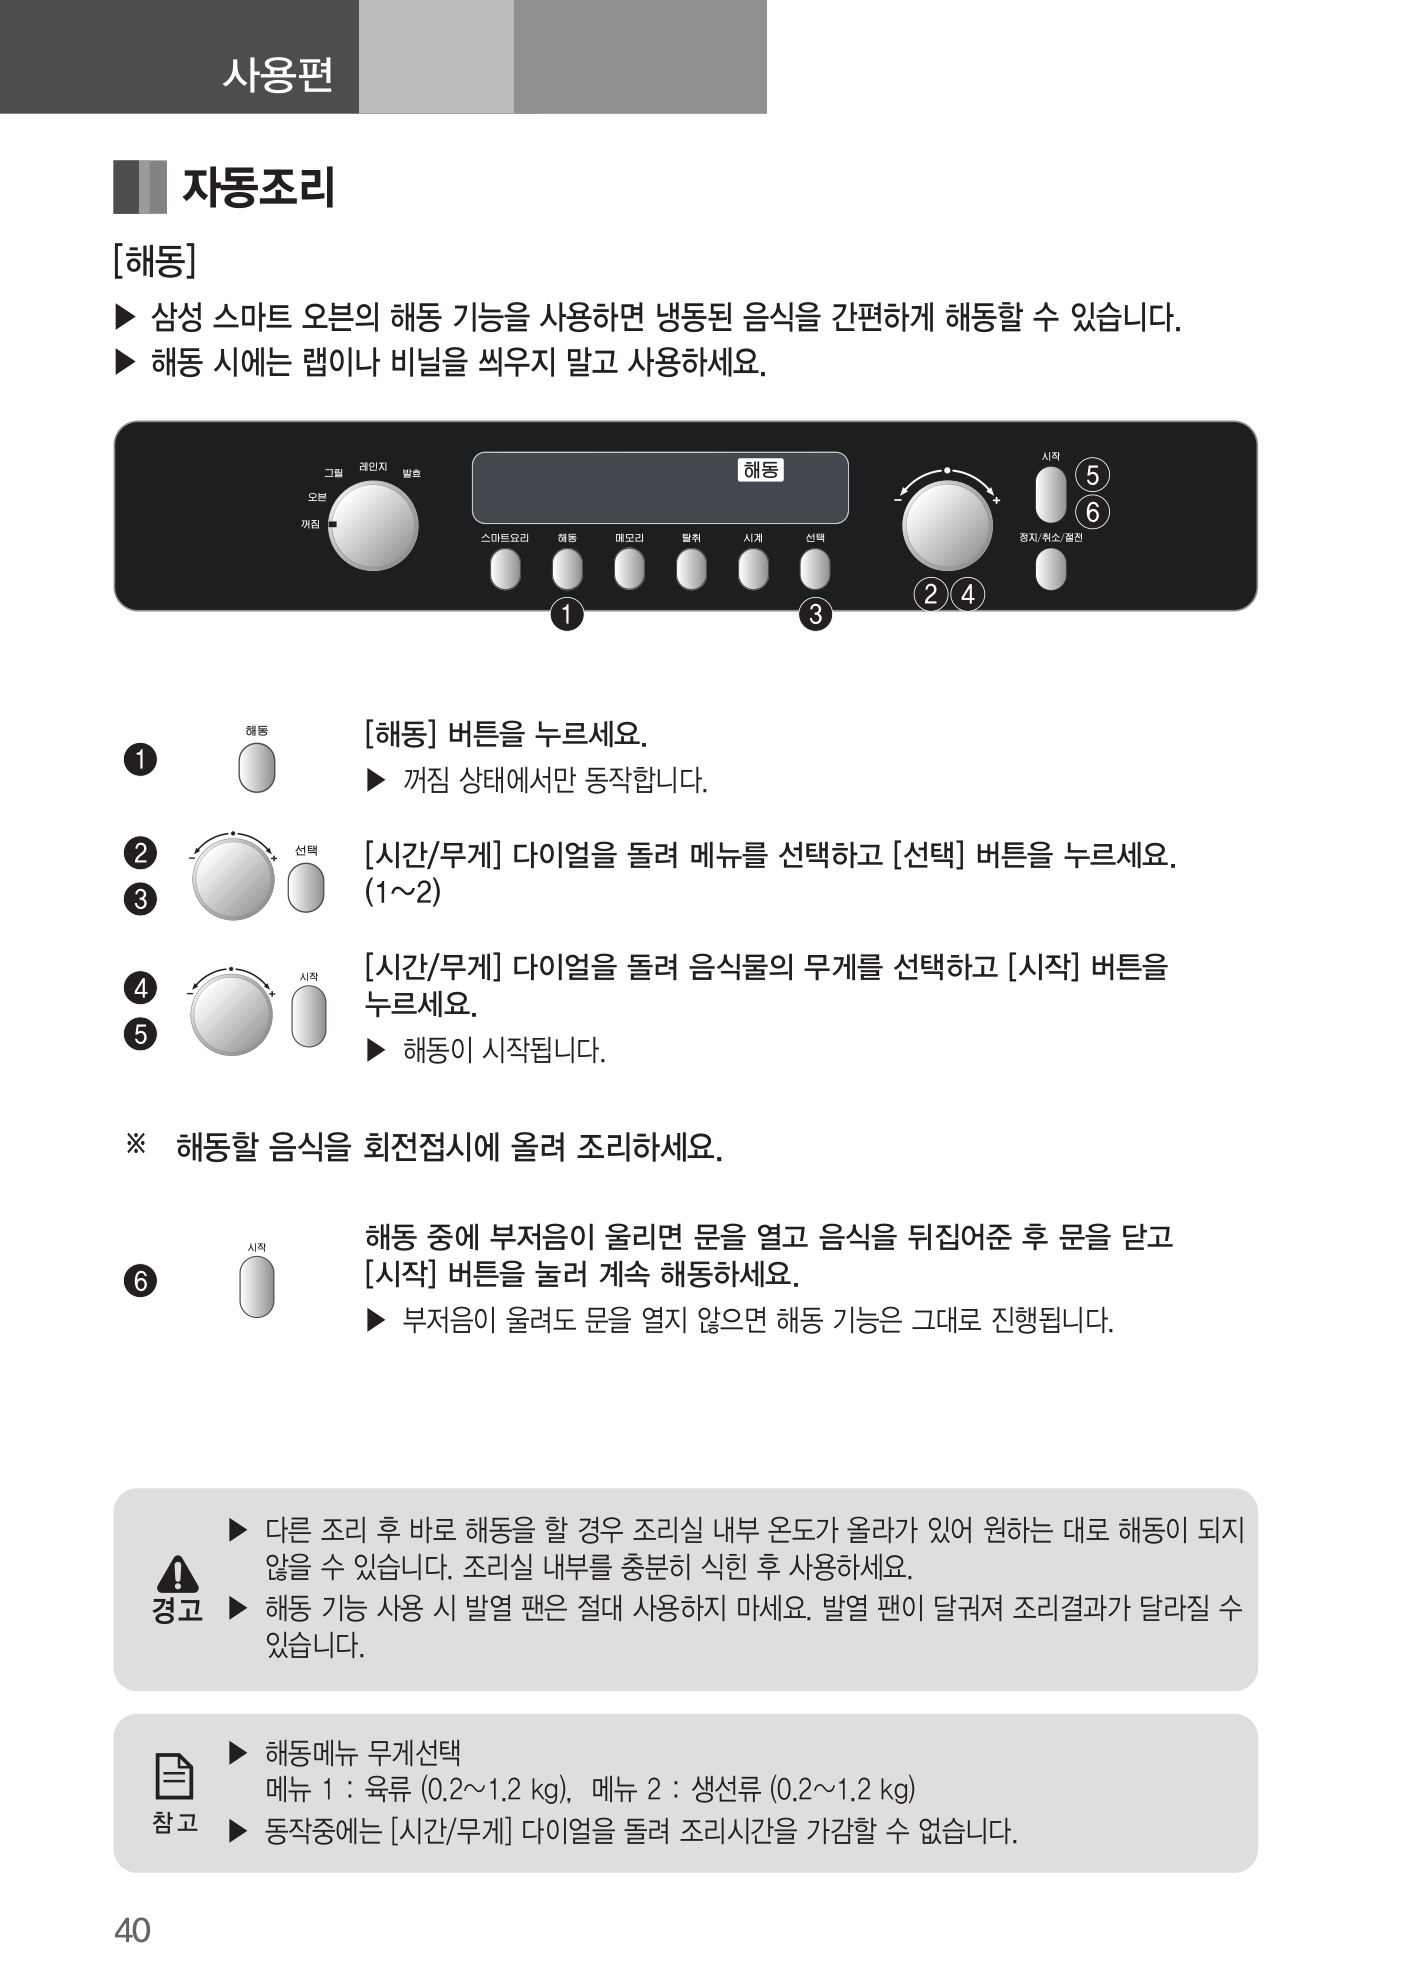 사용편
자동조리
[해동]
▶ 삼성 스마트 오븐의 해동 기능을 사용하면 냉동된 음식을 간편하게 해동할 수 있습니다.
▶ 해동 시에는 랩이나 비닐을 씌우지 말고 사용하세요.
그릴 레인지 발효
오븐
꺼짐
해동
스마트요리 해동 메모리 탈취 시계 선택
− +
시작
5
6
정지/취소/절전
2 4
1 3
1 해동
[해동] 버튼을 누르세요.
▶ 꺼짐 상태에서만 동작합니다.
2
3
− + 선택
[시간/무게] 다이얼을 돌려 메뉴를 선택하고 [선택] 버튼을 누르세요.
(1~2)
4
5
− + 시작
[시간/무게] 다이얼을 돌려 음식물의 무게를 선택하고 [시작] 버튼을
누르세요.
▶ 해동이 시작됩니다.
※ 해동할 음식을 회전접시에 올려 조리하세요.
6 시작
해동 중에 부저음이 울리면 문을 열고 음식을 뒤집어준 후 문을 닫고
[시작] 버튼을 눌러 계속 해동하세요.
▶ 부저음이 울려도 문을 열지 않으면 해동 기능은 그대로 진행됩니다.
경고
▶ 다른 조리 후 바로 해동을 할 경우 조리실 내부 온도가 올라가 있어 원하는 대로 해동이 되지
않을 수 있습니다. 조리실 내부를 충분히 식힌 후 사용하세요.
▶ 해동 기능 사용 시 발열 팬은 절대 사용하지 마세요. 발열 팬이 달궈져 조리결과가 달라질 수
있습니다.
참고
▶ 해동메뉴 무게선택
메뉴 1 : 육류 (0.2~1.2 kg), 메뉴 2 : 생선류 (0.2~1.2 kg)
▶ 동작중에는 [시간/무게] 다이얼을 돌려 조리시간을 가감할 수 없습니다.
40